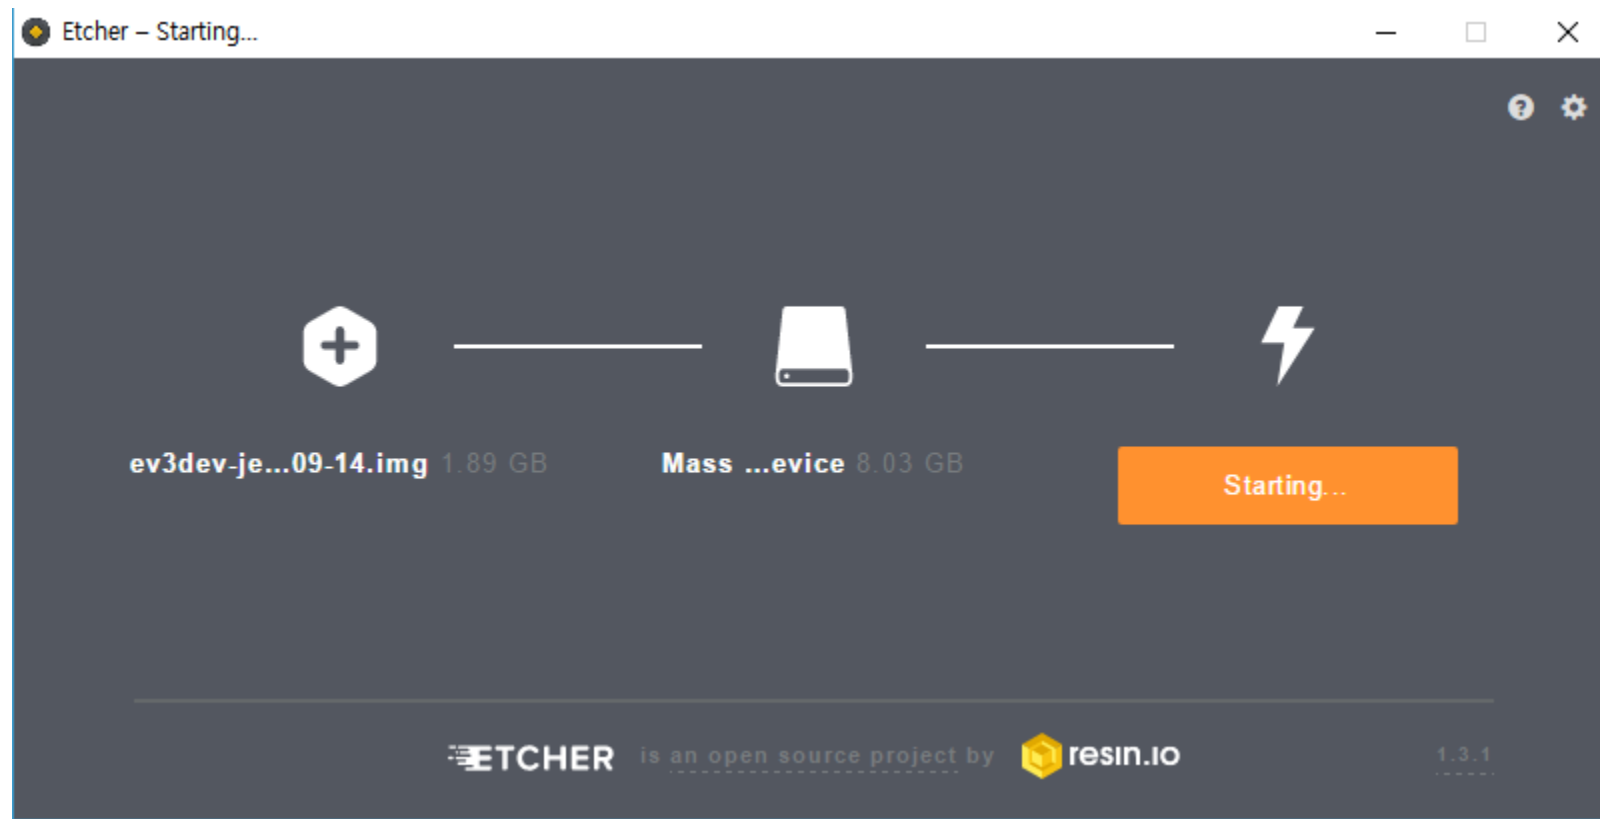 Etcher – Starting...
ev3dev-je...09-14.img 1.89 GB
Mass ...evice 8.03 GB
Starting...
ETCHER is an open source project by resin.io 1.3.1